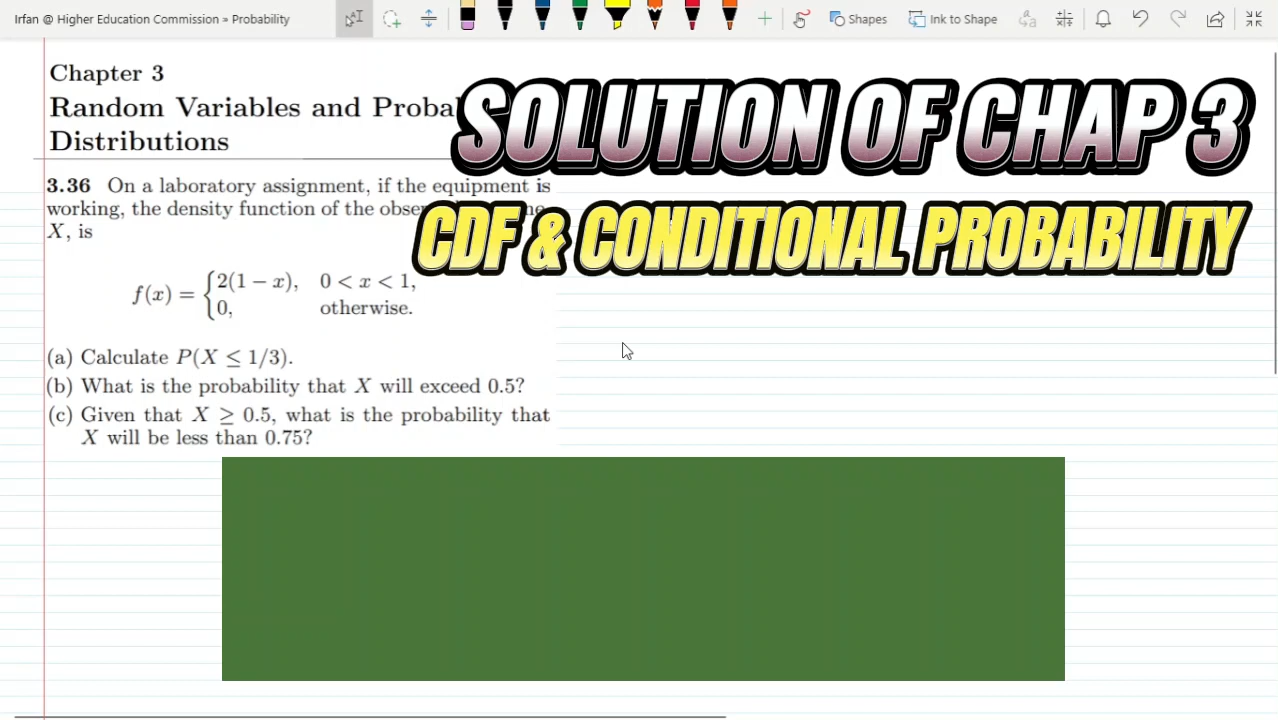 Irfan @ Higher Education Commission » Probability
Shapes
Ink to Shape
Chapter 3
Random Variables and Proba
Distributions
SOLUTION OF CHAP 3
CDF & CONDITIONAL PROBABILITY
3.36 On a laboratory assignment, if the equipment is
working, the density function of the obse
X, is
f(x) = {2(1 − x), 0 < x < 1,
0, otherwise.
(a) Calculate P(X ≤ 1/3).
(b) What is the probability that X will exceed 0.5?
(c) Given that X ≥ 0.5, what is the probability that
X will be less than 0.75?